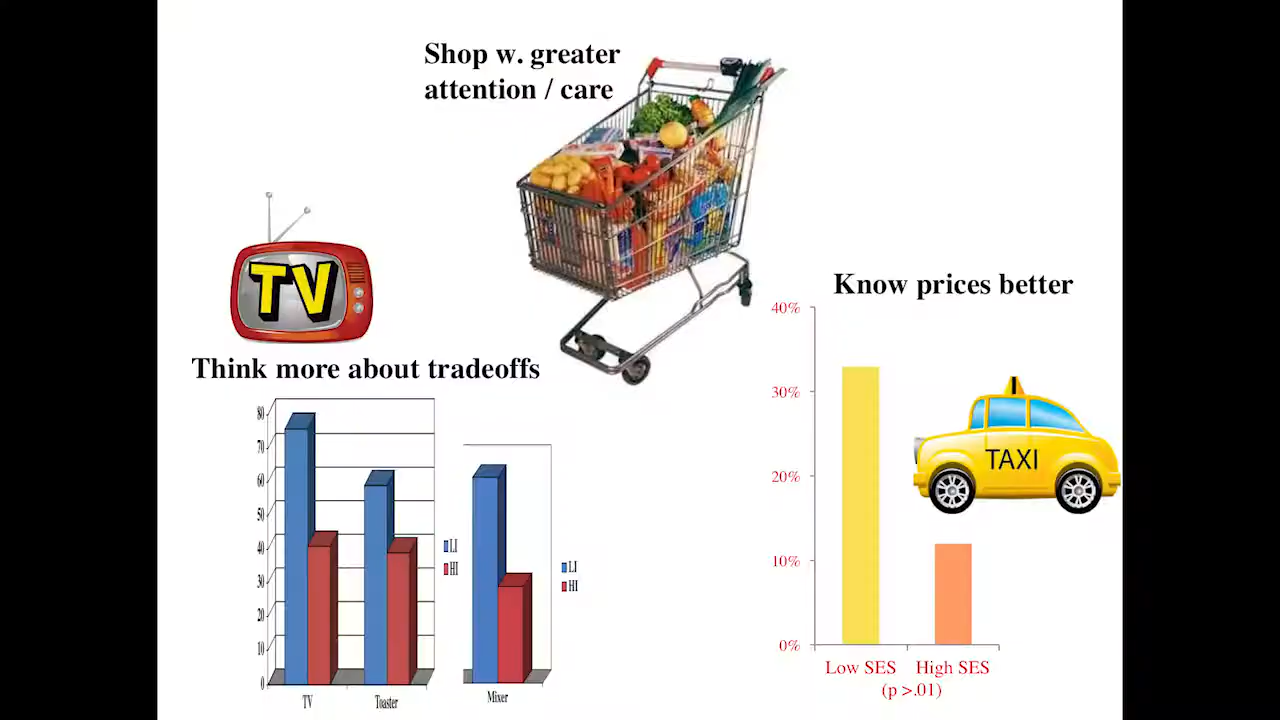 Shop w. greater
attention / care
TV
Think more about tradeoffs
80
70
60
50
40
30
20
10
0
TV
Toaster
LI
HI
Mixer
LI
HI
Know prices better
40%
30%
20%
10%
0%
TAXI
Low SES
High SES
(p >.01)